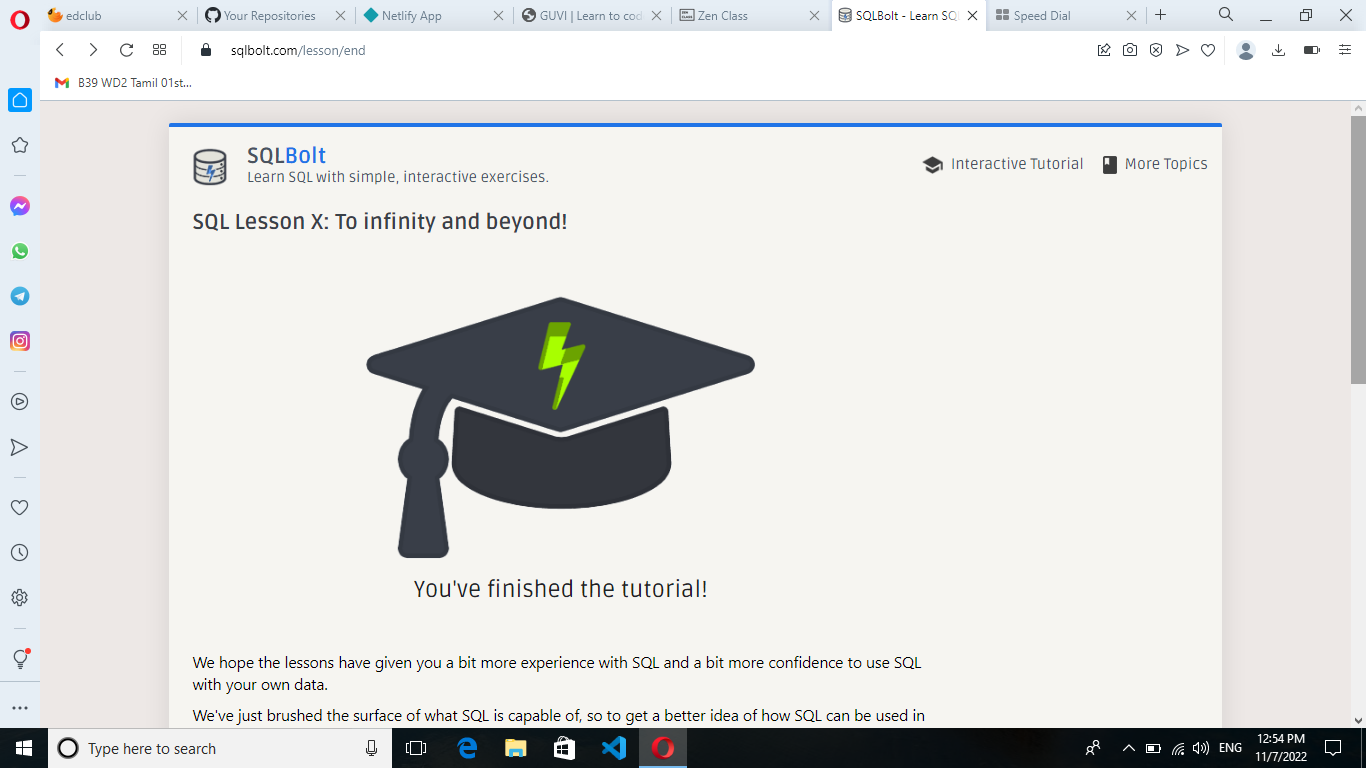 edclub
Your Repositories
Netlify App
GUVI | Learn to cod
Zen Class
SQLBolt - Learn SQL
Speed Dial
sqlbolt.com/lesson/end
B39 WD2 Tamil 01st...
SQLBolt
Learn SQL with simple, interactive exercises.
Interactive Tutorial
More Topics
SQL Lesson X: To infinity and beyond!
You've finished the tutorial!
We hope the lessons have given you a bit more experience with SQL and a bit more confidence to use SQL
with your own data.
We've just brushed the surface of what SQL is capable of, so to get a better idea of how SQL can be used in
Type here to search
ENG
12:54 PM
11/7/2022